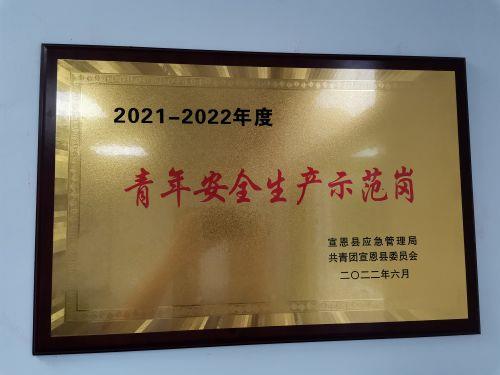 2021-2022年度
青年安全生产示范岗
宣恩县应急管理局
共青团宣恩县委员会
二〇二二年六月